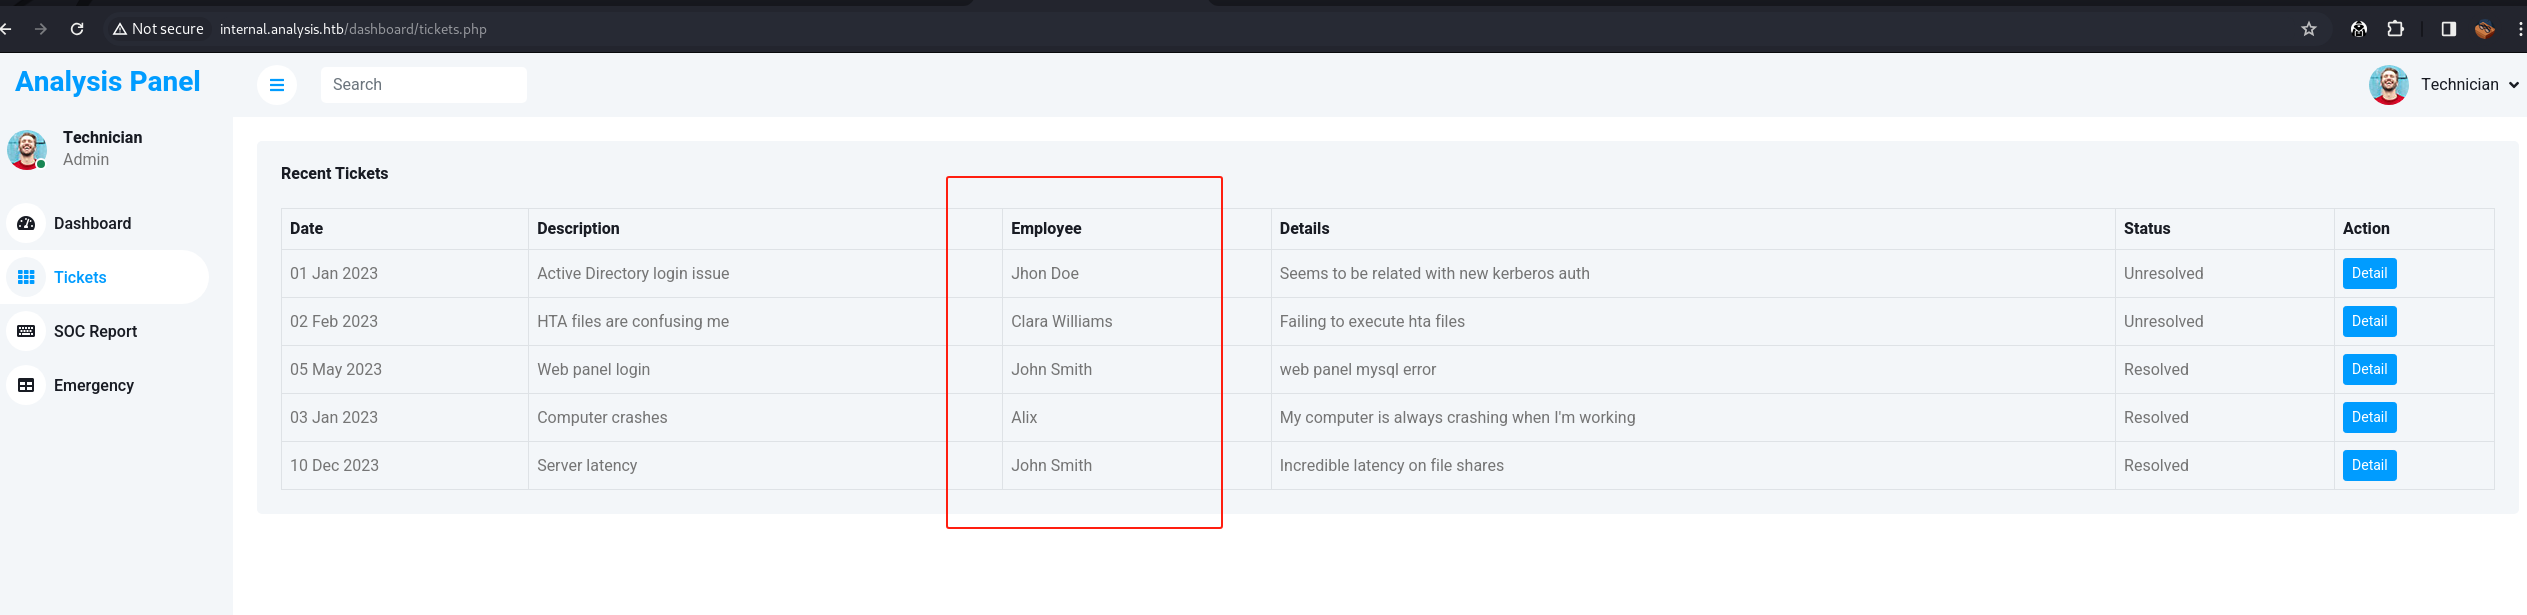 Not secure internal.analysis.htb/dashboard/tickets.php
Analysis Panel
Search
Technician
Technician
Admin
Dashboard
Tickets
SOC Report
Emergency
Recent Tickets
Date Description Employee Details Status Action
01 Jan 2023 Active Directory login issue Jhon Doe Seems to be related with new kerberos auth Unresolved Detail
02 Feb 2023 HTA files are confusing me Clara Williams Failing to execute hta files Unresolved Detail
05 May 2023 Web panel login John Smith web panel mysql error Resolved Detail
03 Jan 2023 Computer crashes Alix My computer is always crashing when I'm working Resolved Detail
10 Dec 2023 Server latency John Smith Incredible latency on file shares Resolved Detail